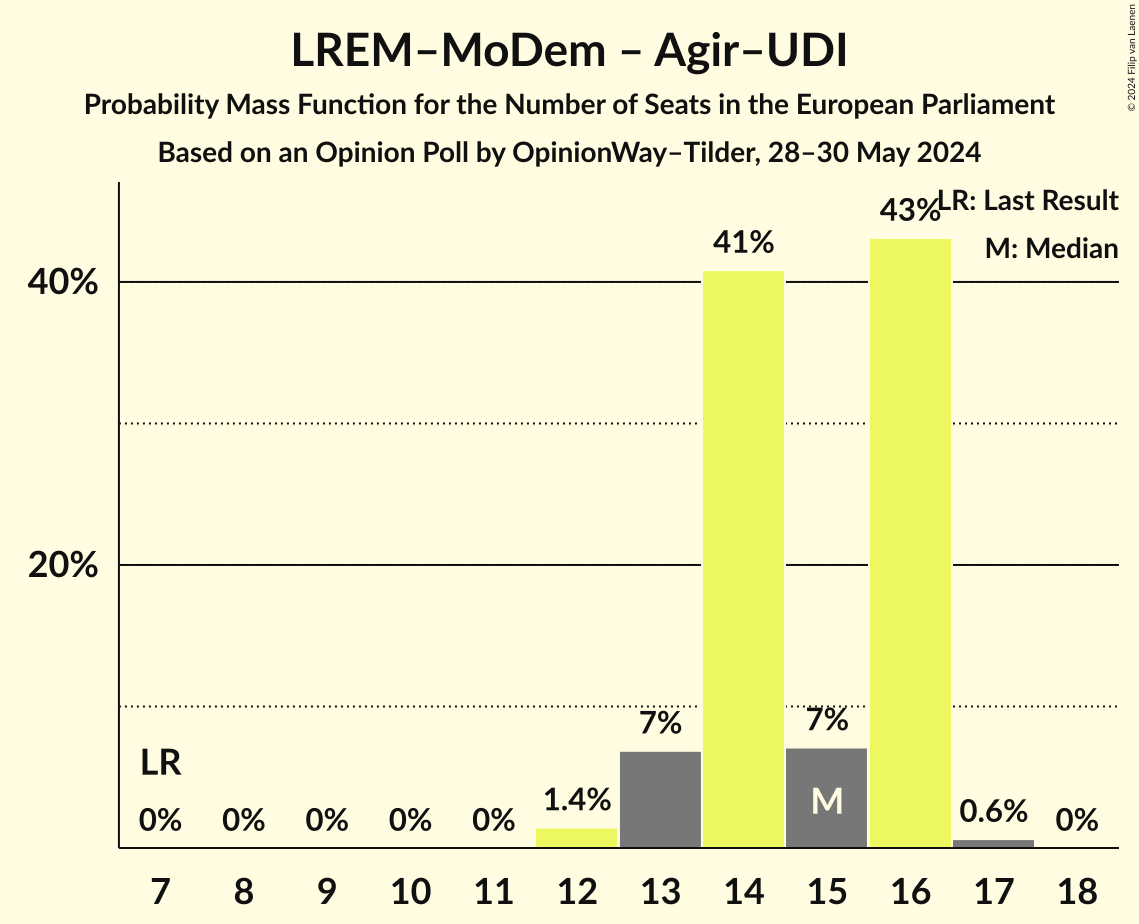 LREM–MoDem – Agir–UDI
Probability Mass Function for the Number of Seats in the European Parliament
Based on an Opinion Poll by OpinionWay–Tilder, 28–30 May 2024
© 2024 Filip van Laenen
LR: Last Result
M: Median
40%
20%
LR
0% 0% 0% 0% 0% 1.4% 7% 41% 7% 43% 0.6% 0%
M
7 8 9 10 11 12 13 14 15 16 17 18